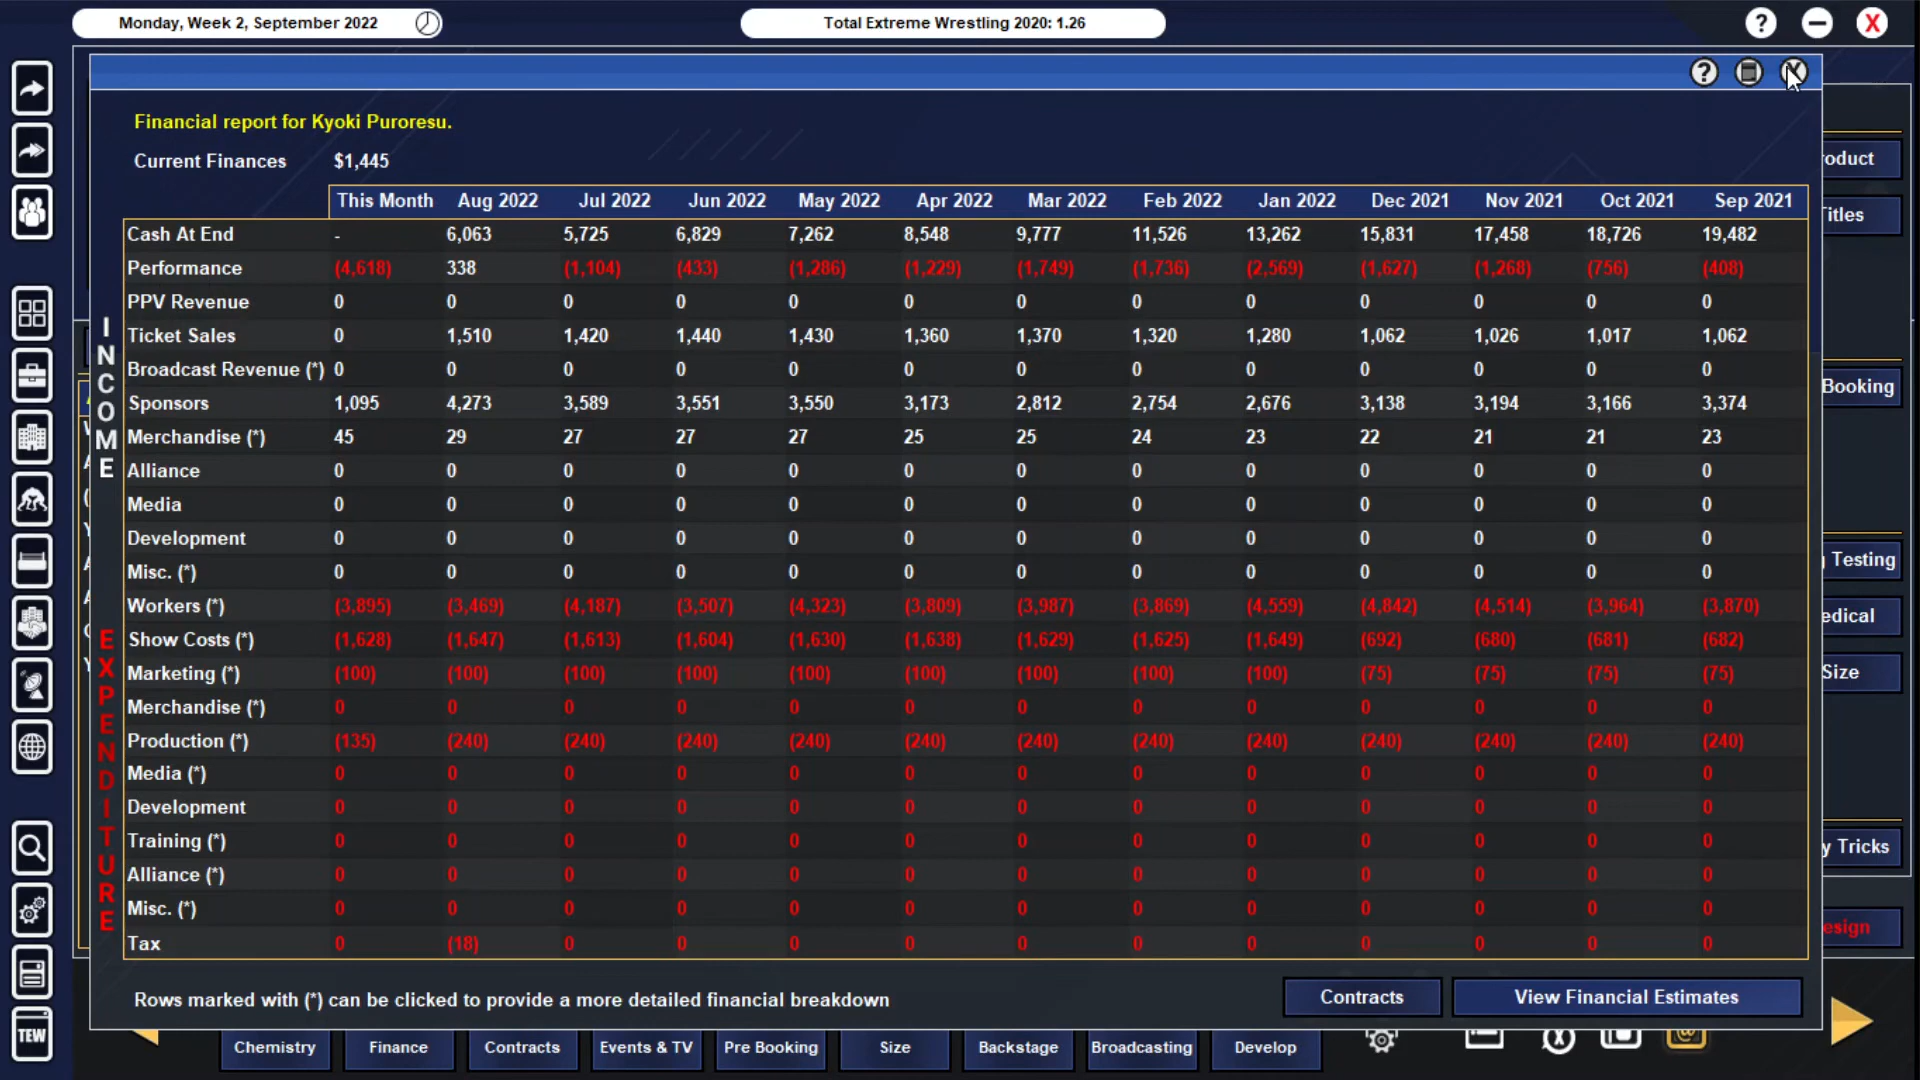 Monday, Week 2, September 2022
Total Extreme Wrestling 2020: 1.26
? X
?
Financial report for Kyoki Puroresu.
Current Finances $1,445
This Month Aug 2022 Jul 2022 Jun 2022 May 2022 Apr 2022 Mar 2022 Feb 2022 Jan 2022 Dec 2021 Nov 2021 Oct 2021 Sep 2021
INCOME
Cash At End - 6,063 5,725 6,829 7,262 8,548 9,777 11,526 13,262 15,831 17,458 18,726 19,482
Performance (4,618) 338 (1,104) (433) (1,286) (1,229) (1,749) (1,736) (2,569) (1,627) (1,268) (756) (408)
PPV Revenue 0 0 0 0 0 0 0 0 0 0 0 0 0
Ticket Sales 0 1,510 1,420 1,440 1,430 1,360 1,370 1,320 1,280 1,062 1,026 1,017 1,062
Broadcast Revenue (*) 0 0 0 0 0 0 0 0 0 0 0 0 0
Sponsors 1,095 4,273 3,589 3,551 3,550 3,173 2,812 2,754 2,676 3,138 3,194 3,166 3,374
Merchandise (*) 45 29 27 27 27 25 25 24 23 22 21 21 23
Alliance 0 0 0 0 0 0 0 0 0 0 0 0 0
Media 0 0 0 0 0 0 0 0 0 0 0 0 0
Development 0 0 0 0 0 0 0 0 0 0 0 0 0
Misc. (*) 0 0 0 0 0 0 0 0 0 0 0 0 0
EXPENDITURE
Workers (*) (3,895) (3,469) (4,187) (3,507) (4,323) (3,809) (3,987) (3,869) (4,559) (4,842) (4,514) (3,964) (3,870)
Show Costs (*) (1,628) (1,647) (1,613) (1,604) (1,630) (1,638) (1,629) (1,625) (1,649) (692) (680) (681) (682)
Marketing (*) (100) (100) (100) (100) (100) (100) (100) (100) (100) (75) (75) (75) (75)
Merchandise (*) 0 0 0 0 0 0 0 0 0 0 0 0 0
Production (*) (135) (240) (240) (240) (240) (240) (240) (240) (240) (240) (240) (240) (240)
Media (*) 0 0 0 0 0 0 0 0 0 0 0 0 0
Development 0 0 0 0 0 0 0 0 0 0 0 0 0
Training (*) 0 0 0 0 0 0 0 0 0 0 0 0 0
Alliance (*) 0 0 0 0 0 0 0 0 0 0 0 0 0
Misc. (*) 0 0 0 0 0 0 0 0 0 0 0 0 0
Tax 0 (18) 0 0 0 0 0 0 0 0 0 0 0
Rows marked with (*) can be clicked to provide a more detailed financial breakdown
Contracts
View Financial Estimates
oduct
Titles
Booking
Testing
edical
Size
y Tricks
esign
TEW
Chemistry Finance Contracts Events & TV Pre Booking Size Backstage Broadcasting Develop